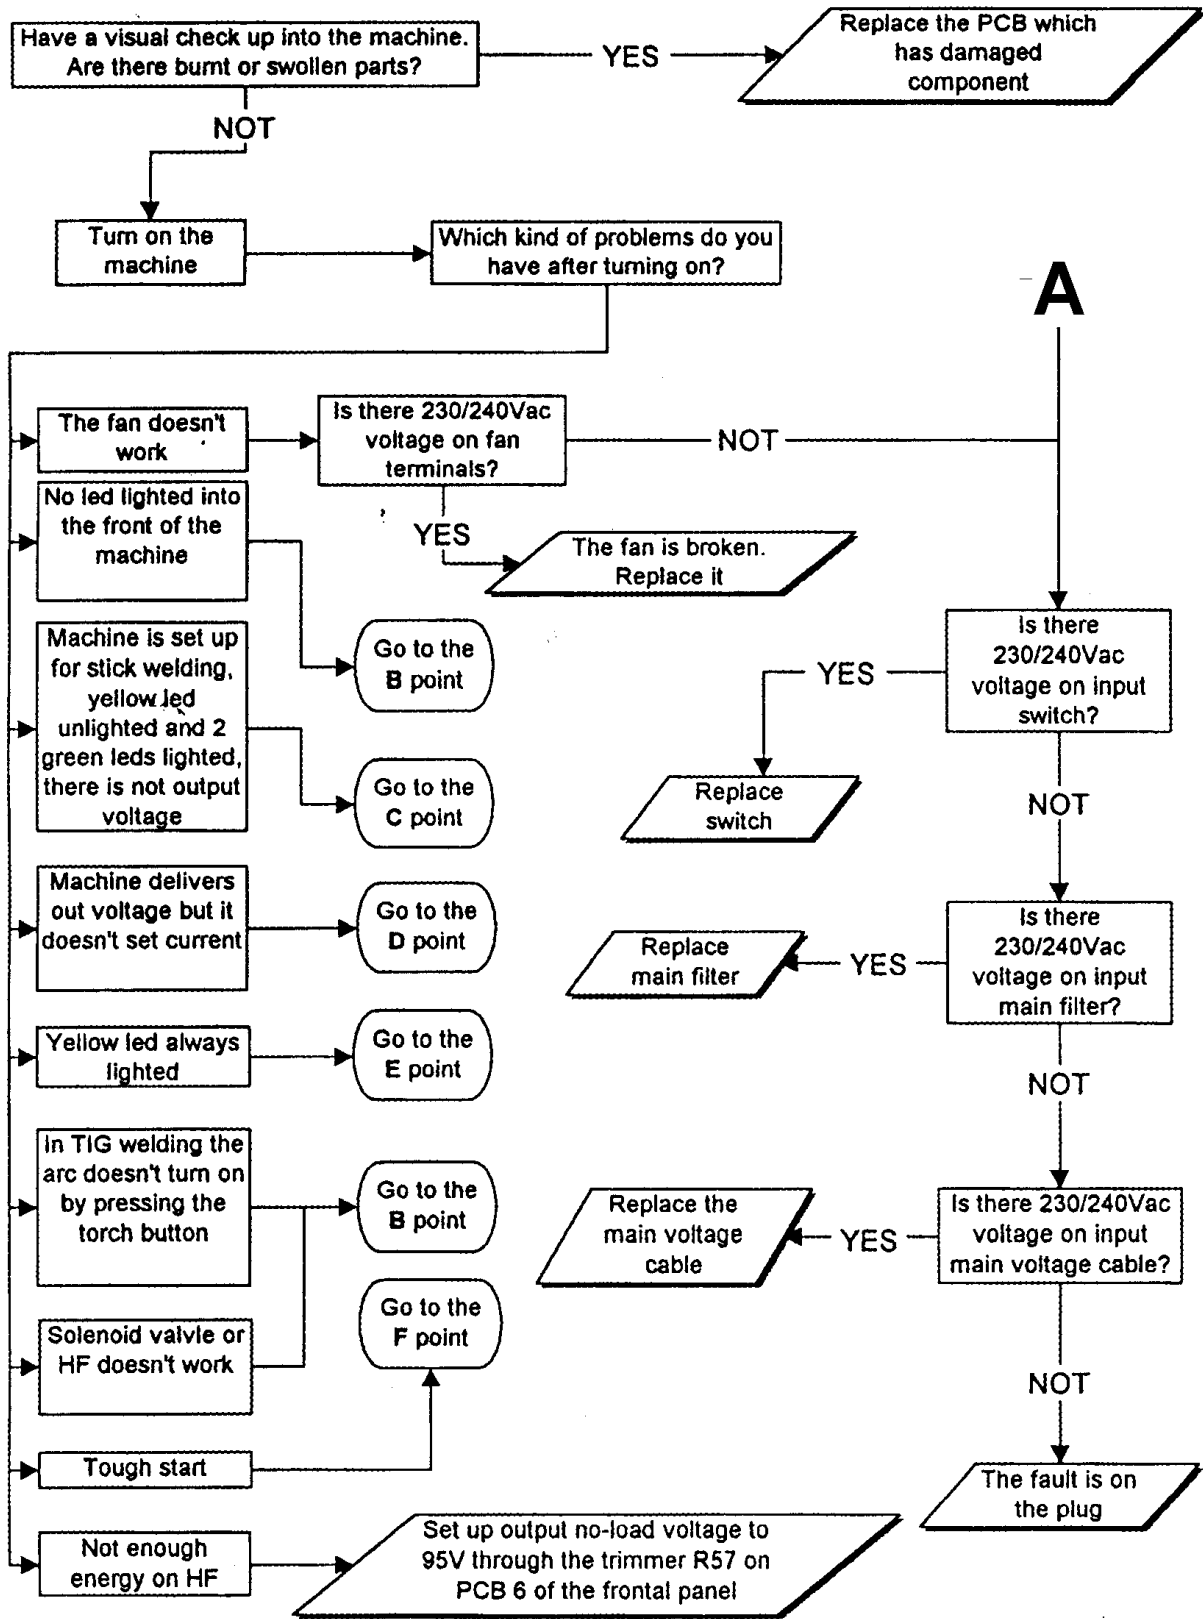 Have a visual check up into the machine.
Are there burnt or swollen parts?
YES
Replace the PCB which
has damaged
component
NOT
Turn on the
machine
Which kind of problems do you
have after turning on?
A
The fan doesn't
work
Is there 230/240Vac
voltage on fan
terminals?
NOT
YES
The fan is broken.
Replace it
No led lighted into
the front of the
machine
Go to the
B point
Machine is set up
for stick welding,
yellow led
unlighted and 2
green leds lighted,
there is not output
voltage
Go to the
C point
Is there
230/240Vac
voltage on input
switch?
YES
Replace
switch
NOT
Machine delivers
out voltage but it
doesn't set current
Go to the
D point
Is there
230/240Vac
voltage on input
main filter?
YES
Replace
main filter
NOT
Yellow led always
lighted
Go to the
E point
In TIG welding the
arc doesn't turn on
by pressing the
torch button
Go to the
B point
Is there 230/240Vac
voltage on input
main voltage cable?
YES
Replace the
main voltage
cable
NOT
Solenoid valvle or
HF doesn't work
Go to the
F point
Tough start
The fault is on
the plug
Not enough
energy on HF
Set up output no-load voltage to
95V through the trimmer R57 on
PCB 6 of the frontal panel